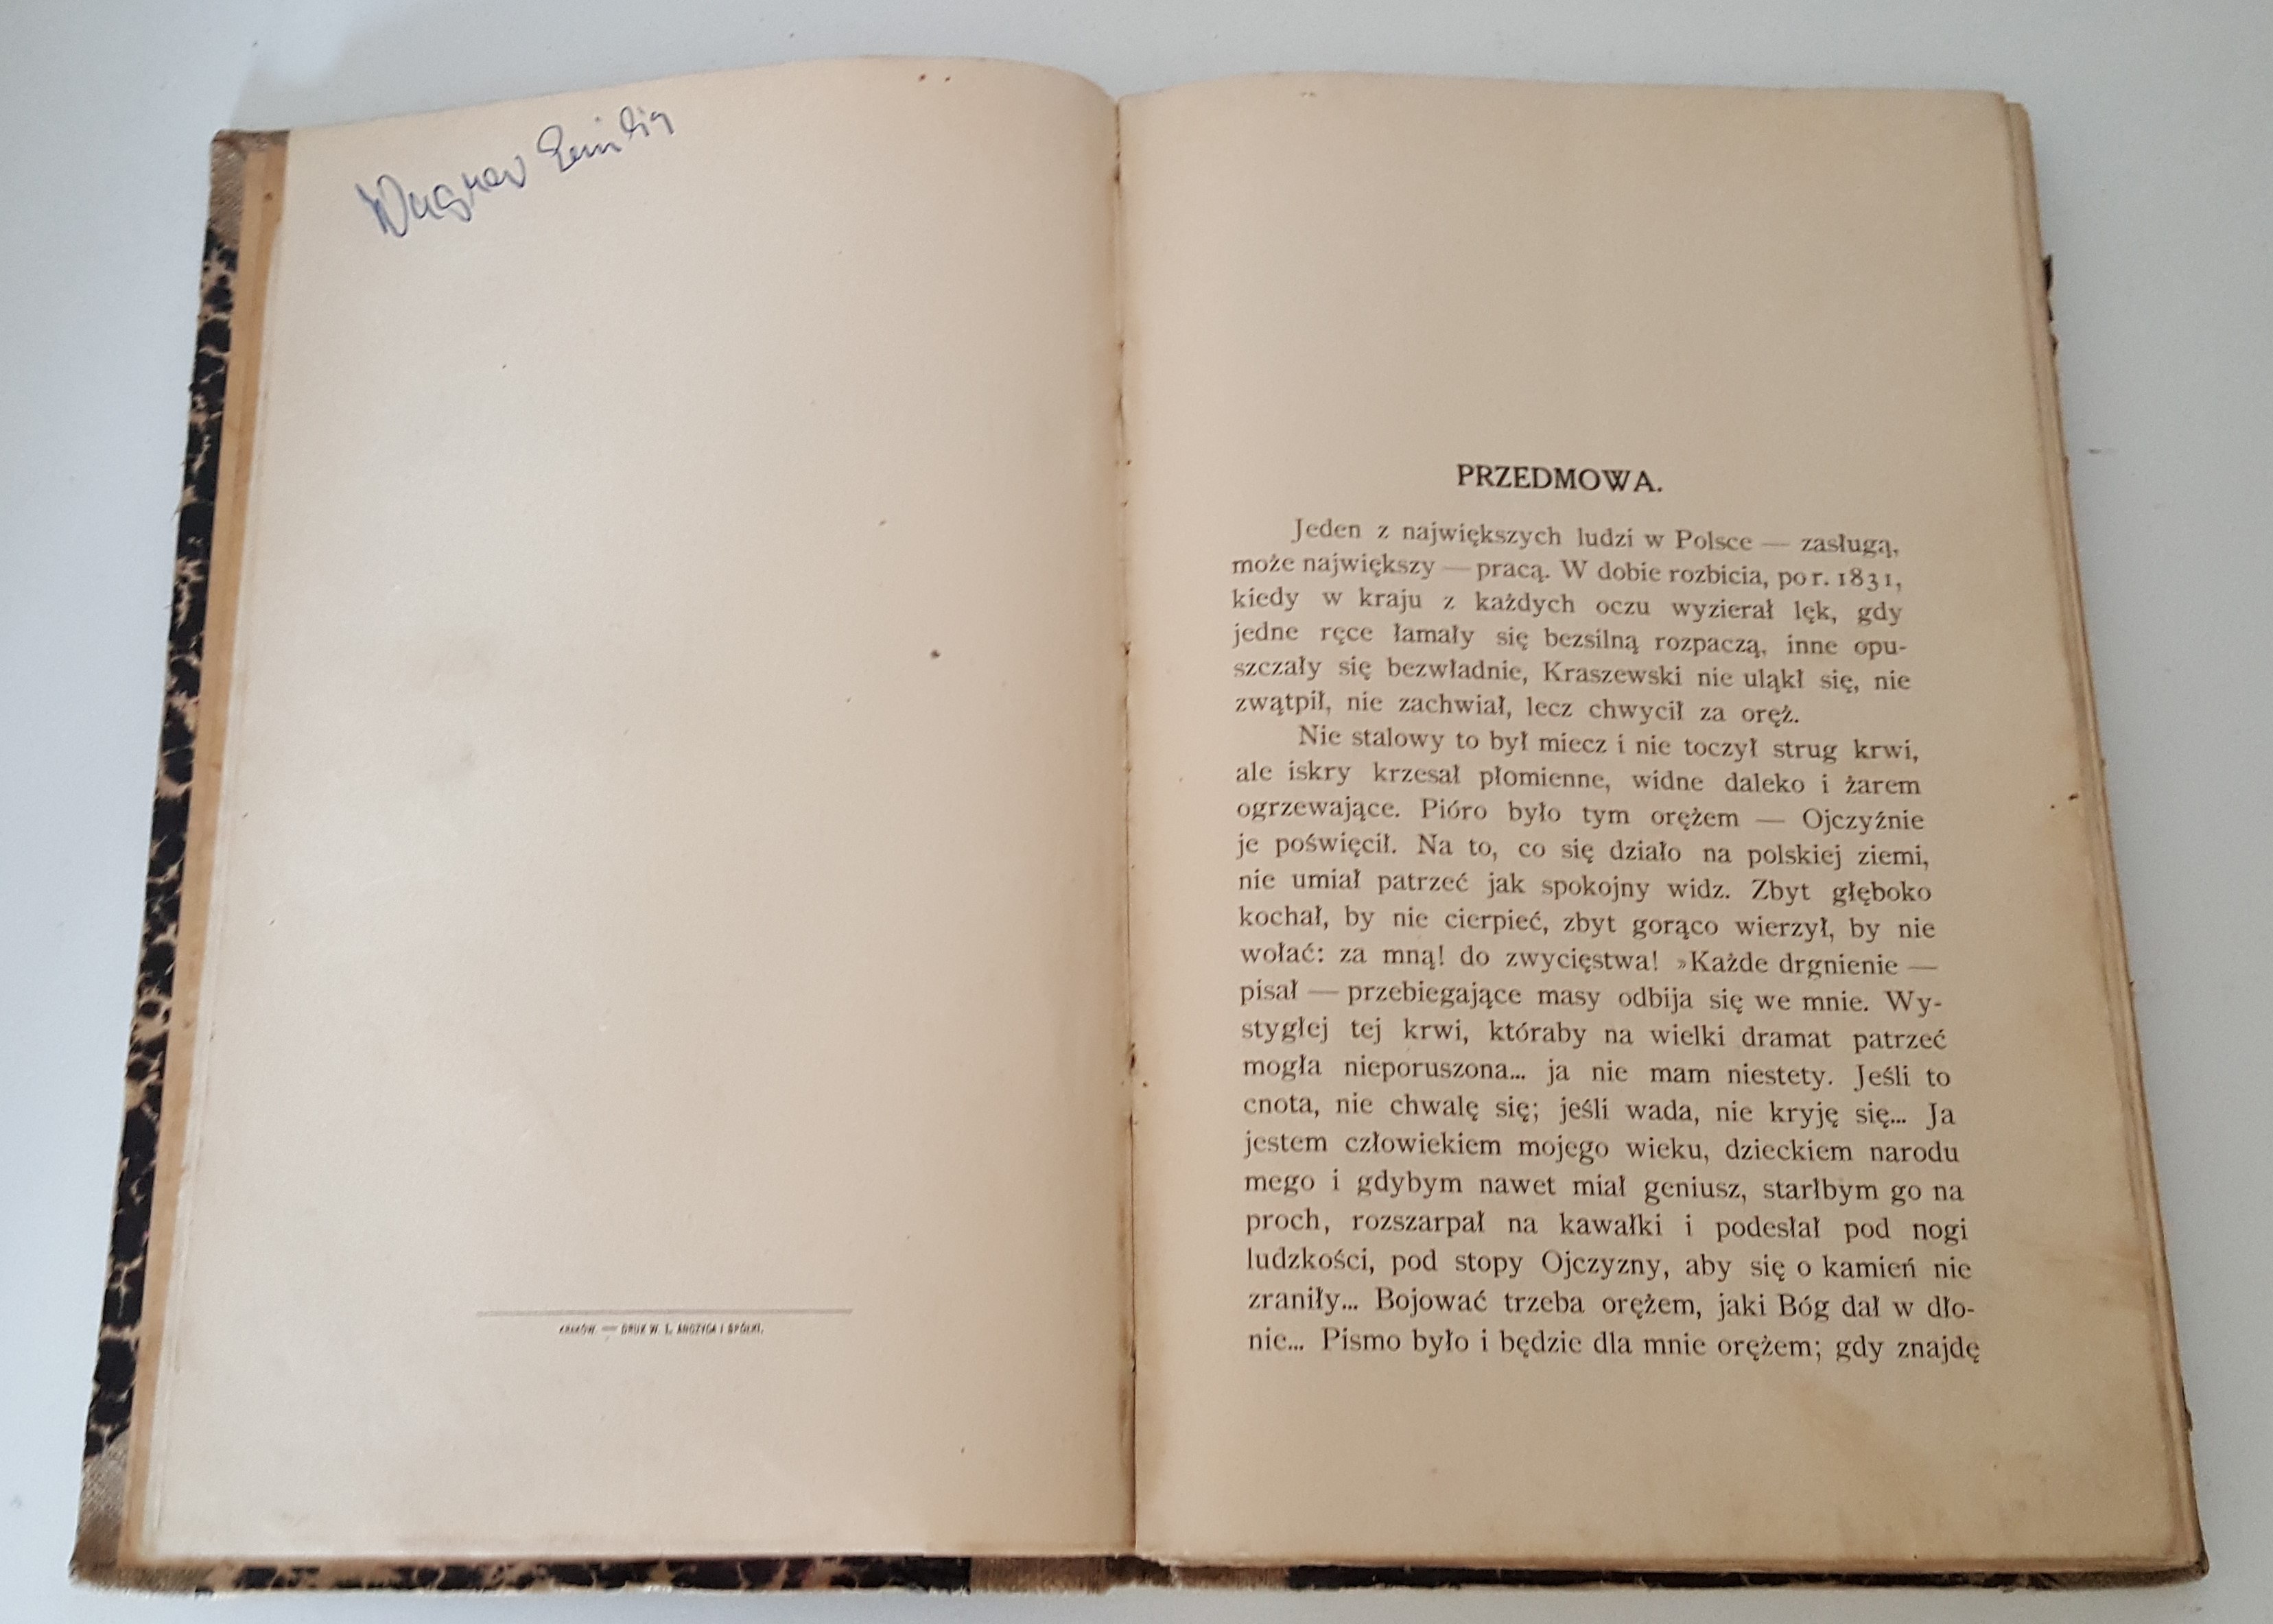 Wagner Emilia
KRAKÓW. — DRUK W. L. ANCZYCA I SPÓŁKI.
PRZEDMOWA.
Jeden z największych ludzi w Polsce — zasługą,
może największy — pracą. W dobie rozbicia, po r. 1831,
kiedy w kraju z każdych oczu wyzierał lęk, gdy
jedne ręce łamały się bezsilną rozpaczą, inne opu-
szczały się bezwładnie, Kraszewski nie uląkł się, nie
zwątpił, nie zachwiał, lecz chwycił za oręż.
Nie stalowy to był miecz i nie toczył strug krwi,
ale iskry krzesał płomienne, widne daleko i żarem
ogrzewające. Pióro było tym orężem — Ojczyźnie
je poświęcił. Na to, co się działo na polskiej ziemi,
nie umiał patrzeć jak spokojny widz. Zbyt głęboko
kochał, by nie cierpieć, zbyt gorąco wierzył, by nie
wołać: za mną! do zwycięstwa! »Każde drgnienie —
pisał — przebiegające masy odbija się we mnie. Wy-
stygłej tej krwi, któraby na wielki dramat patrzeć
mogła nieporuszona... ja nie mam niestety. Jeśli to
cnota, nie chwalę się; jeśli wada, nie kryję się... Ja
jestem człowiekiem mojego wieku, dzieckiem narodu
mego i gdybym nawet miał geniusz, starłbym go na
proch, rozszarpał na kawałki i podesłał pod nogi
ludzkości, pod stopy Ojczyzny, aby się o kamień nie
zraniły... Bojować trzeba orężem, jaki Bóg dał w dło-
nie... Pismo było i będzie dla mnie orężem; gdy znajdę